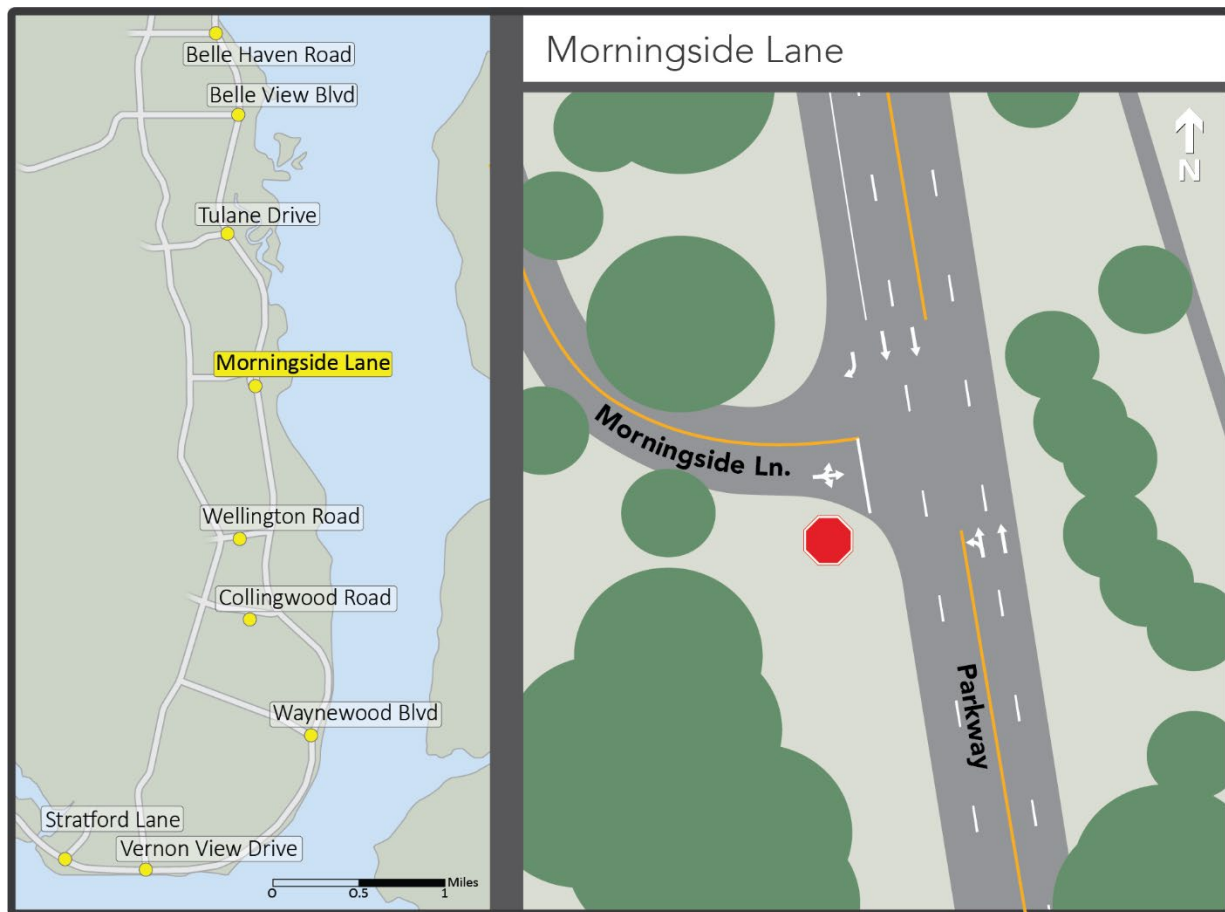 Belle Haven Road
Belle View Blvd
Tulane Drive
Morningside Lane
Wellington Road
Collingwood Road
Waynewood Blvd
Stratford Lane
Vernon View Drive
Miles
0 0.5 1
Morningside Lane
N
Morningside Ln.
Parkway